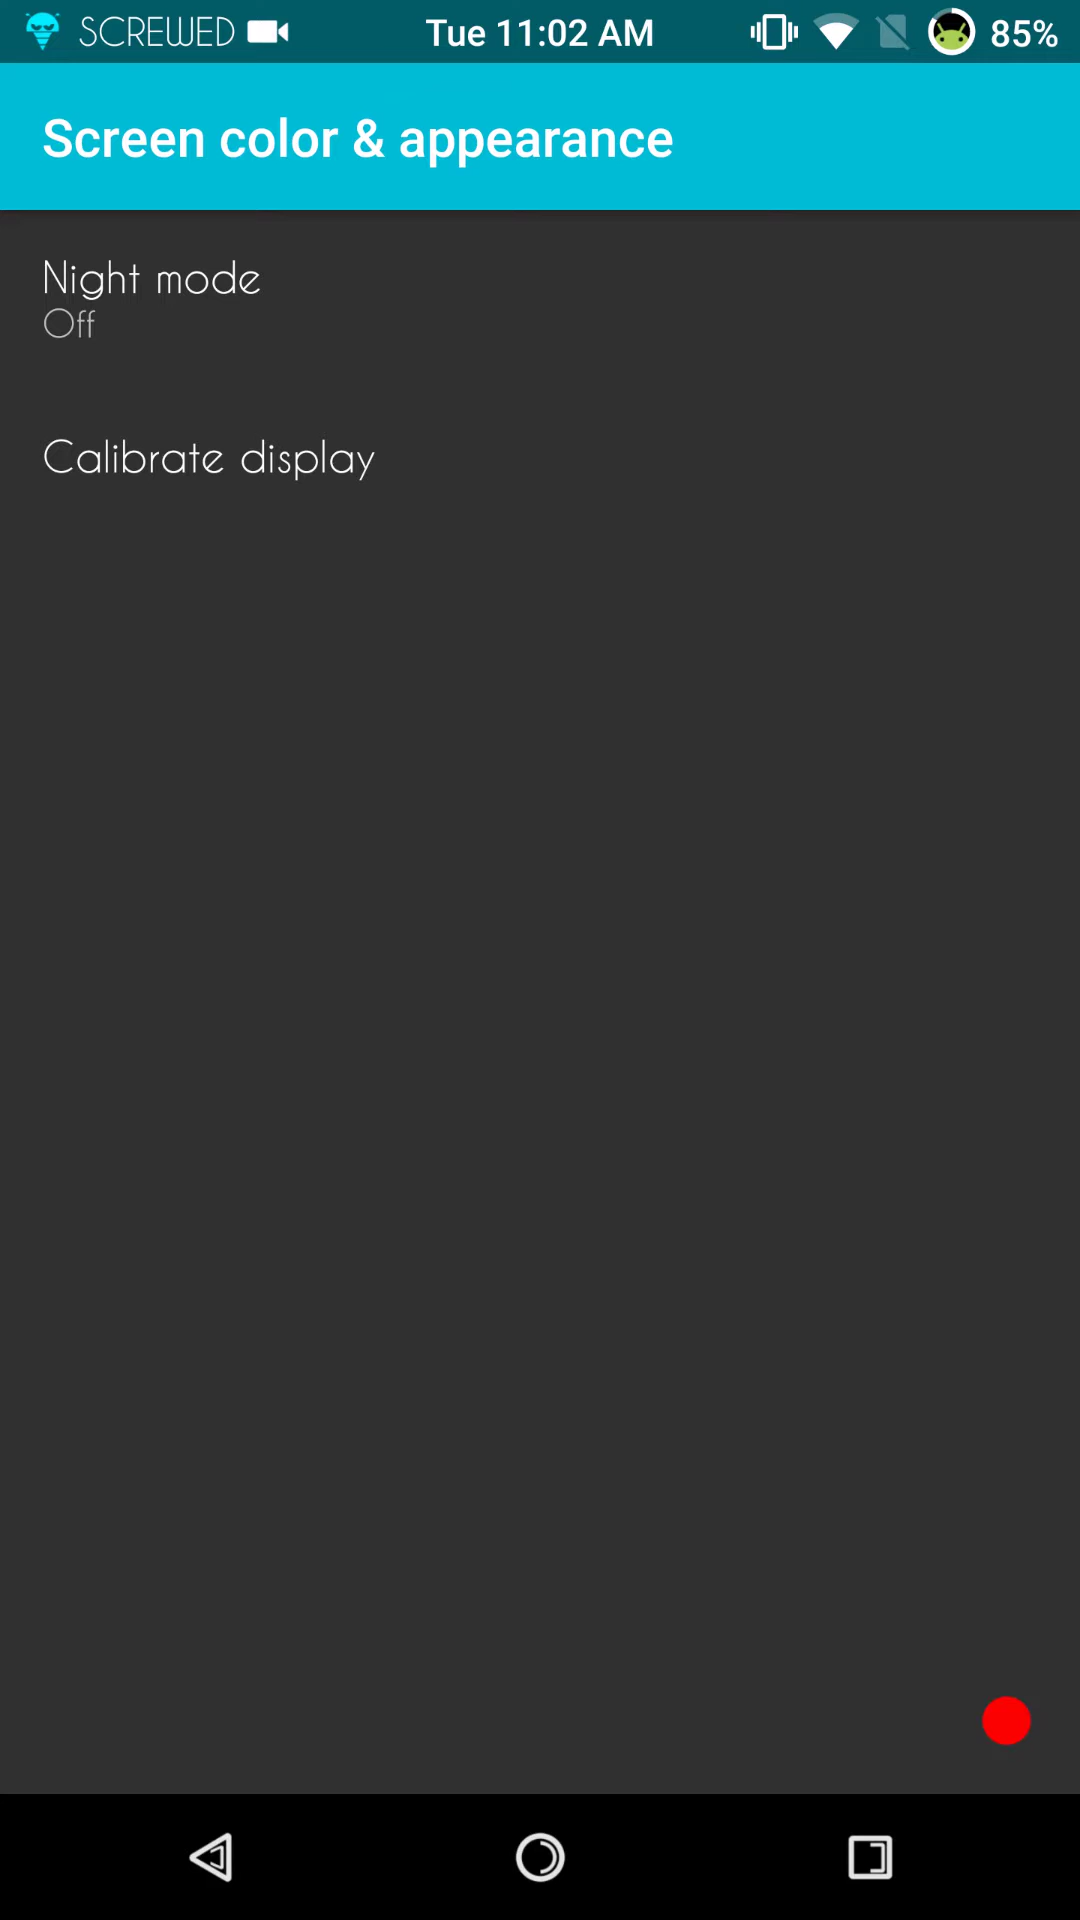 SCREWED Tue 11:02 AM 85%
Screen color & appearance
Night mode
Off
Calibrate display